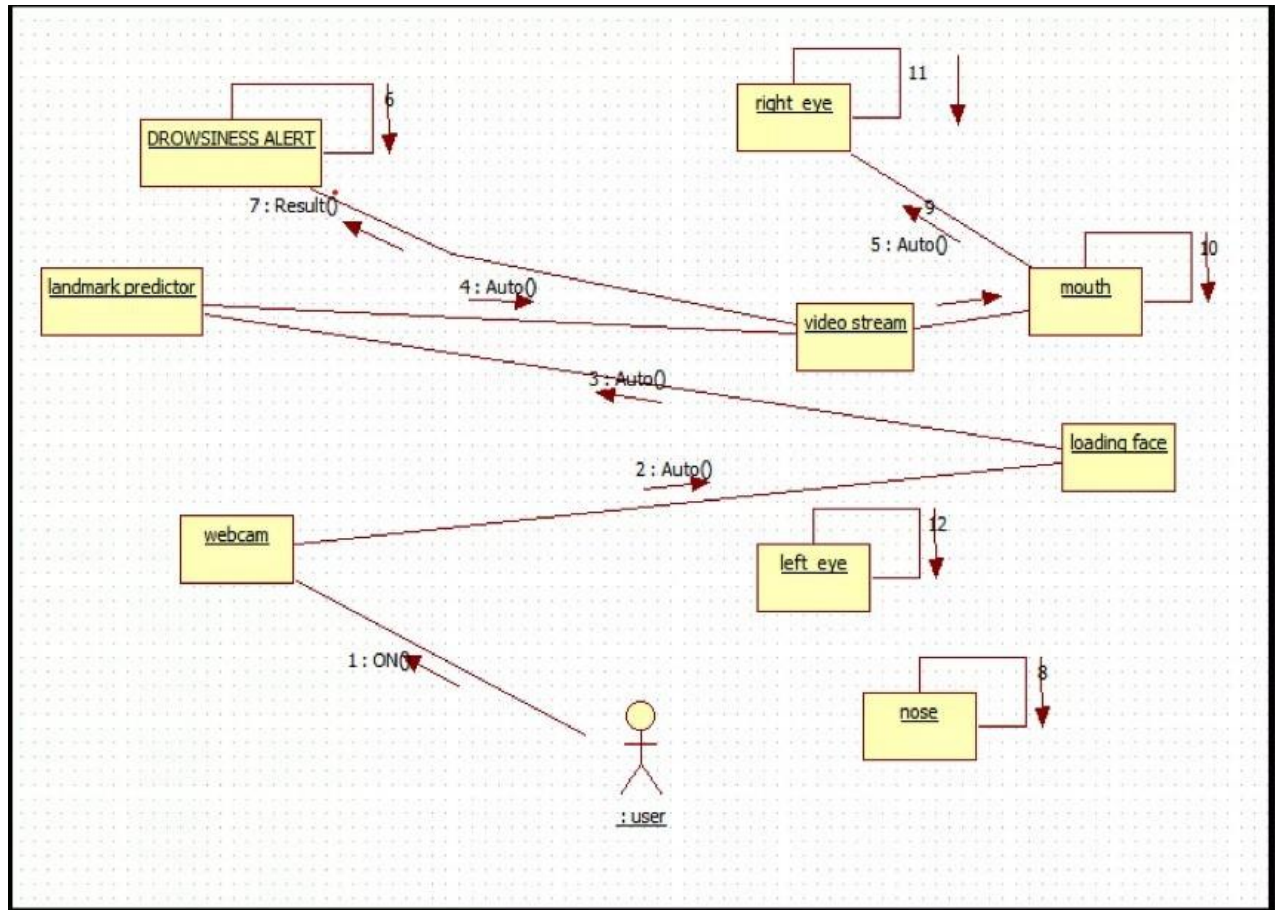 11
right_eye
6
DROWSINESS ALERT
7 : Result()
9
5 : Auto()
10
mouth
landmark predictor
4 : Auto()
video stream
3 : Auto()
loading face
2 : Auto()
12
webcam
left_eye
1 : ON()
8
nose
: user